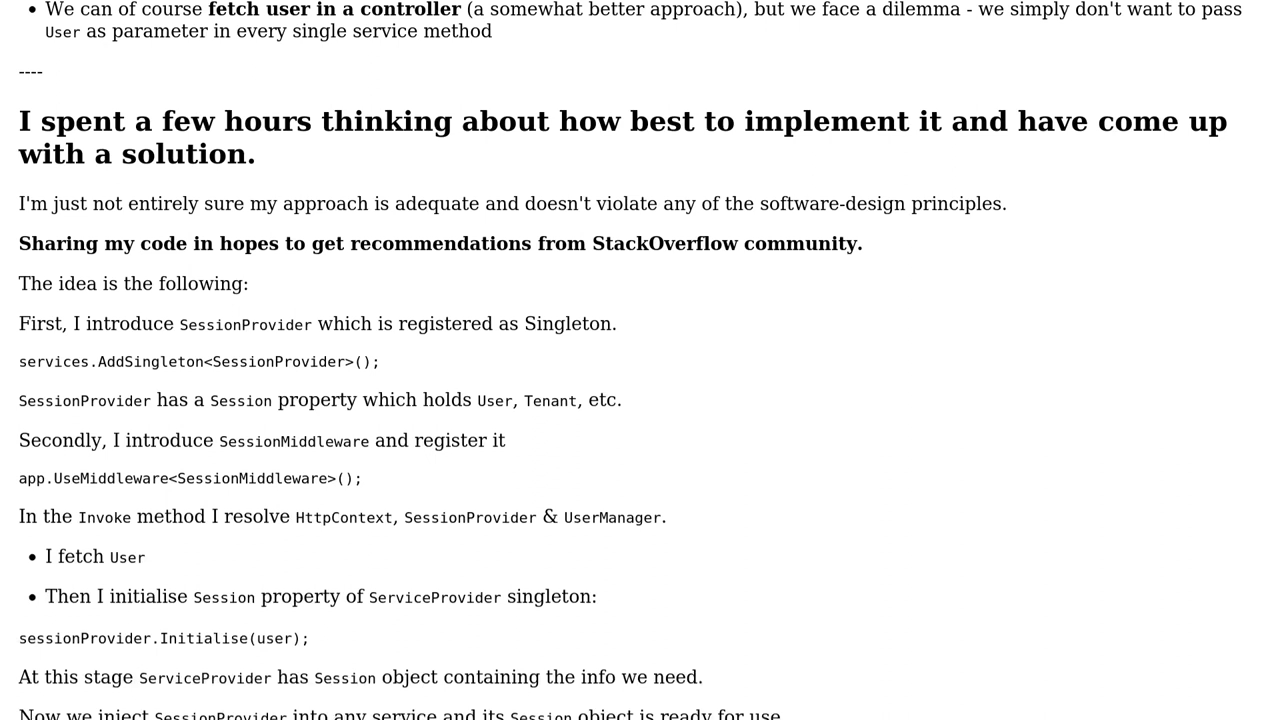 We can of course fetch user in a controller (a somewhat better approach), but we face a dilemma - we simply don't want to pass
User as parameter in every single service method
----
I spent a few hours thinking about how best to implement it and have come up
with a solution.
I'm just not entirely sure my approach is adequate and doesn't violate any of the software-design principles.
Sharing my code in hopes to get recommendations from StackOverflow community.
The idea is the following:
First, I introduce SessionProvider which is registered as Singleton.
services.AddSingleton<SessionProvider>();
SessionProvider has a Session property which holds User, Tenant, etc.
Secondly, I introduce SessionMiddleware and register it
app.UseMiddleware<SessionMiddleware>();
In the Invoke method I resolve HttpContext, SessionProvider & UserManager.
I fetch User
Then I initialise Session property of ServiceProvider singleton:
sessionProvider.Initialise(user);
At this stage ServiceProvider has Session object containing the info we need.
Now we inject SessionProvider into any service and its Session object is ready for use.